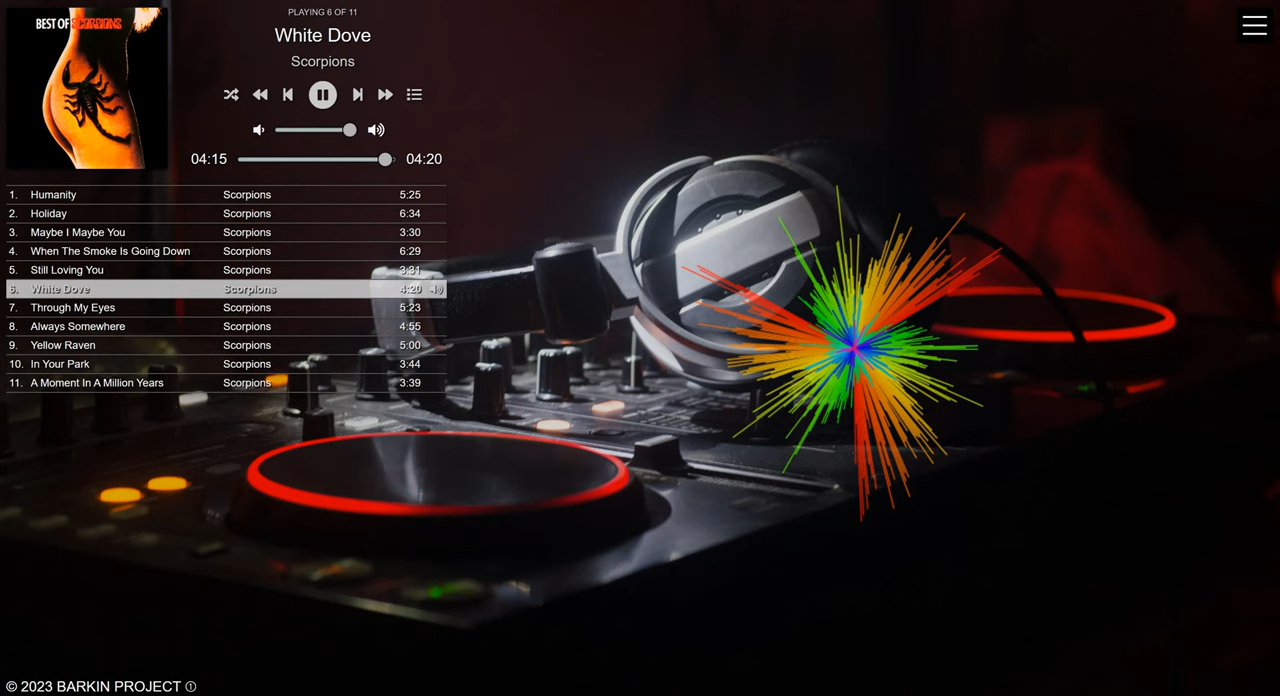 BEST OF SCORPIONS
PLAYING 6 OF 11
White Dove
Scorpions
04:15 04:20
1. Humanity Scorpions 5:25
2. Holiday Scorpions 6:34
3. Maybe I Maybe You Scorpions 3:30
4. When The Smoke Is Going Down Scorpions 6:29
5. Still Loving You Scorpions 3:31
6. White Dove Scorpions 4:20
7. Through My Eyes Scorpions 5:23
8. Always Somewhere Scorpions 4:55
9. Yellow Raven Scorpions 5:00
10. In Your Park Scorpions 3:44
11. A Moment In A Million Years Scorpions 3:39
© 2023 BARKIN PROJECT ①